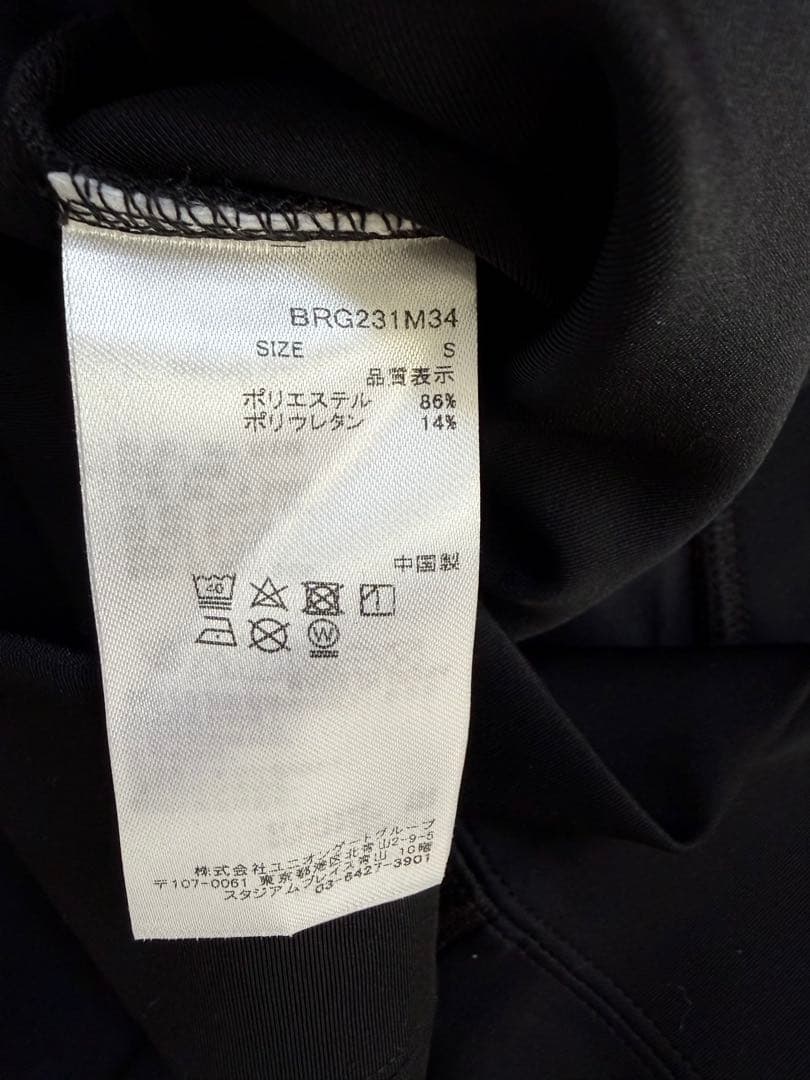 BRG231M34
SIZE S
品質表示
ポリエステル 86%
ポリウレタン 14%
中国製
40
W
株式会社ユニオンゲートグループ
〒107-0061 東京都港区北青山2-9-5
スタジアムプレイス青山 10階
03-6427-3901